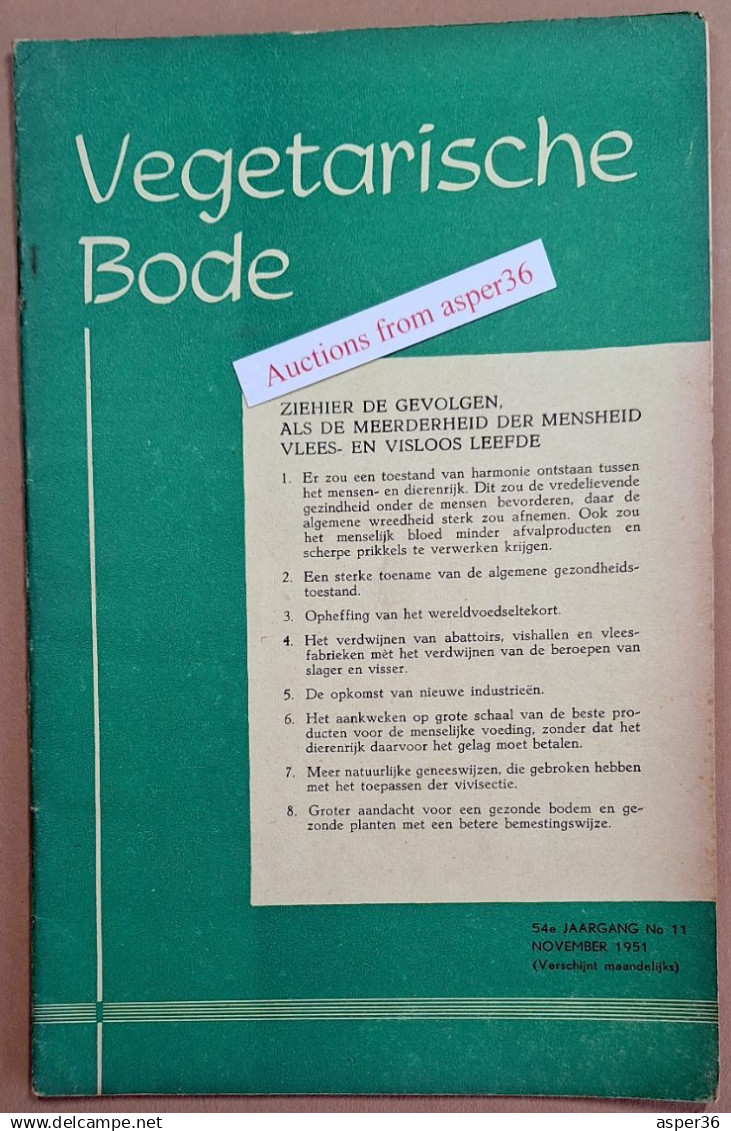 Vegetarische
Bode
Auctions from asper36
ZIEHIER DE GEVOLGEN,
ALS DE MEERDERHEID DER MENSHEID
VLEES- EN VISLOOS LEEFDE
1. Er zou een toestand van harmonie ontstaan tussen
het mensen- en dierenrijk. Dit zou de vredelievende
gezindheid onder de mensen bevorderen, daar de
algemene wreedheid sterk zou afnemen. Ook zou
het menselijk bloed minder afvalproducten en
scherpe prikkels te verwerken krijgen.
2. Een sterke toename van de algemene gezondheids-
toestand.
3. Opheffing van het wereldvoedseltekort.
4. Het verdwijnen van abattoirs, vishallen en vlees-
fabrieken mèt het verdwijnen van de beroepen van
slager en visser.
5. De opkomst van nieuwe industrieën.
6. Het aankweken op grote schaal van de beste pro-
ducten voor de menselijke voeding, zonder dat het
dierenrijk daarvoor het gelag moet betalen.
7. Meer natuurlijke geneeswijzen, die gebroken hebben
met het toepassen der vivisectie.
8. Groter aandacht voor een gezonde bodem en ge-
zonde planten met een betere bemestingswijze.
54e JAARGANG No 11
NOVEMBER 1951
(Verschijnt maandelijks)
asper36